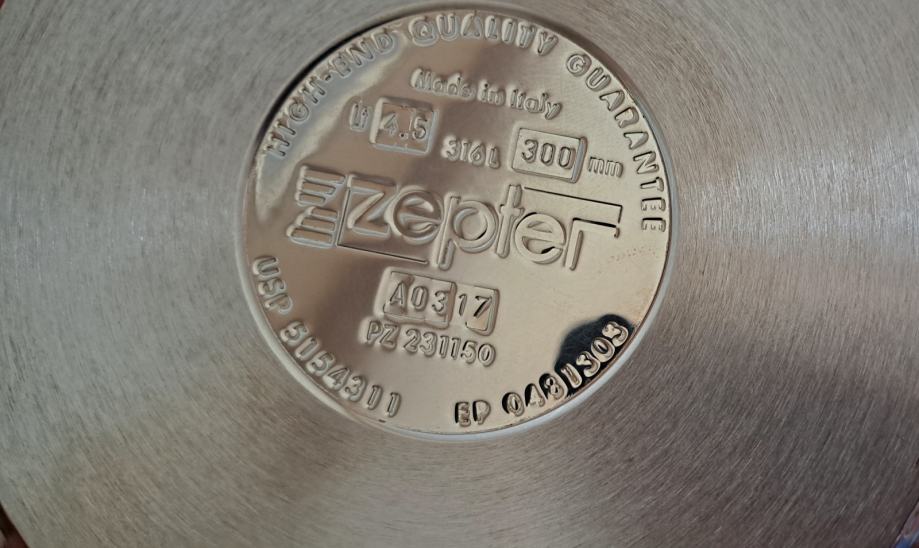 HIGH-END QUALITY GUARANTEE
Made in Italy
lt 4.5 316L 300 mm
zepter
A0317
PZ 231150
USP 5154311 EP 0481303